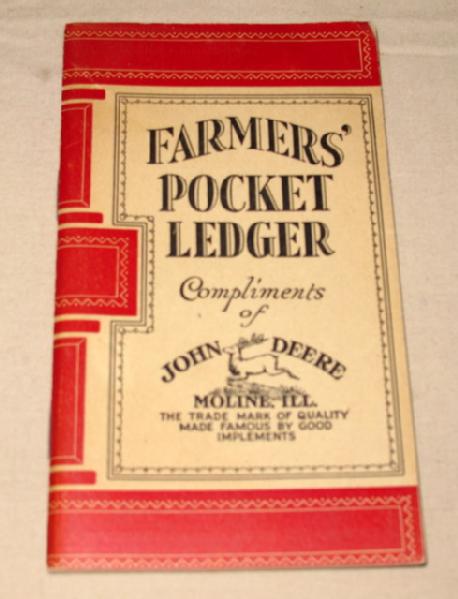 FARMERS'
POCKET
LEDGER
Compliments
of
JOHN DEERE
MOLINE, ILL.
THE TRADE MARK OF QUALITY
MADE FAMOUS BY GOOD
IMPLEMENTS